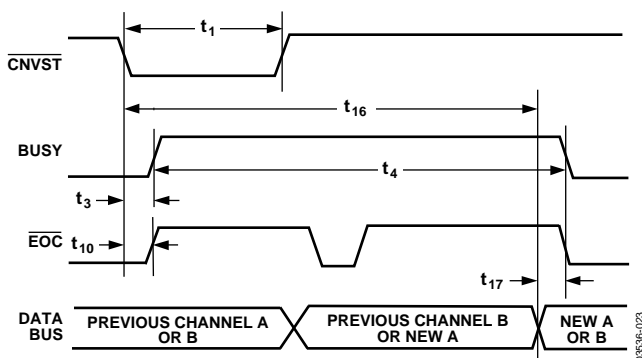 t1
CNVST
t16
BUSY
t4
t3
EOC
t10
t17
DATA
BUS
PREVIOUS CHANNEL A
OR B
PREVIOUS CHANNEL B
OR NEW A
NEW A
OR B
03536-023